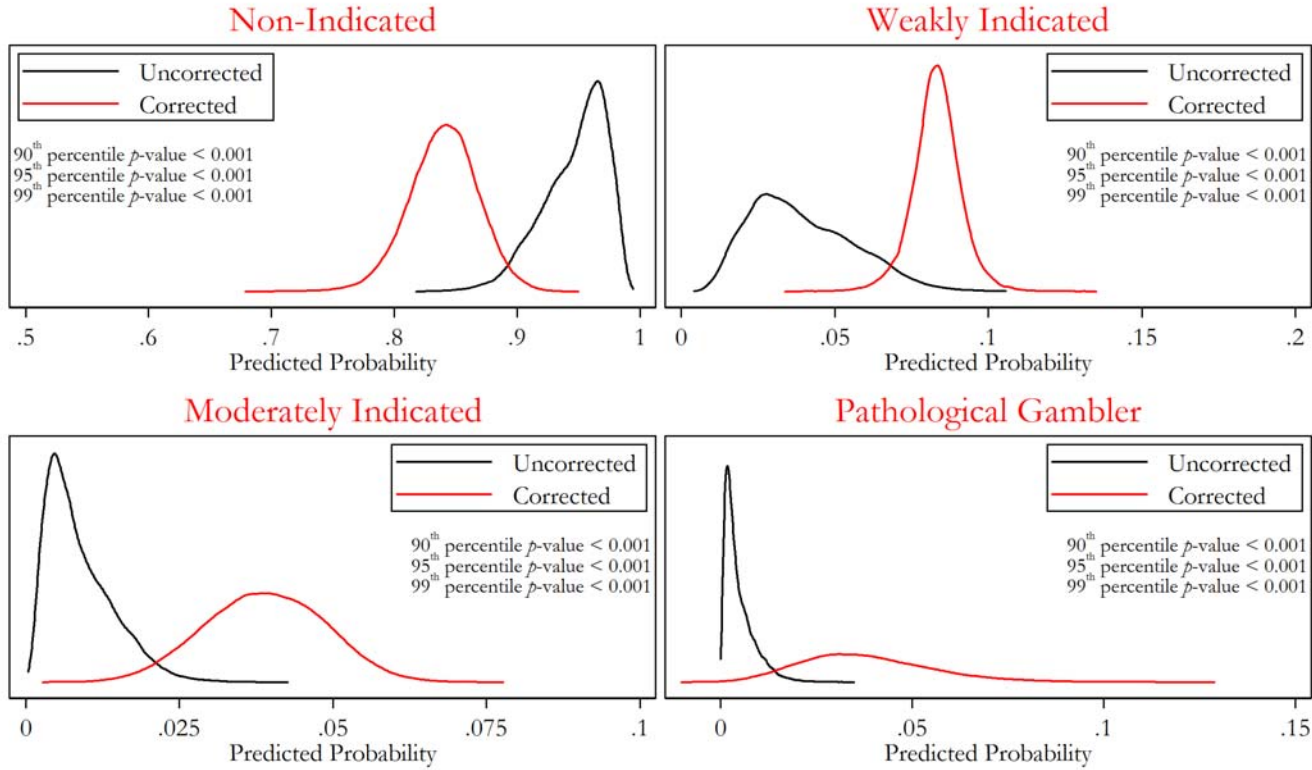 Non-Indicated
Uncorrected
Corrected
90th percentile p-value < 0.001
95th percentile p-value < 0.001
99th percentile p-value < 0.001
.5 .6 .7 .8 .9 1
Predicted Probability
Weakly Indicated
Uncorrected
Corrected
90th percentile p-value < 0.001
95th percentile p-value < 0.001
99th percentile p-value < 0.001
0 .05 .1 .15 .2
Predicted Probability
Moderately Indicated
Uncorrected
Corrected
90th percentile p-value < 0.001
95th percentile p-value < 0.001
99th percentile p-value < 0.001
0 .025 .05 .075 .1
Predicted Probability
Pathological Gambler
Uncorrected
Corrected
90th percentile p-value < 0.001
95th percentile p-value < 0.001
99th percentile p-value < 0.001
0 .05 .1 .15
Predicted Probability